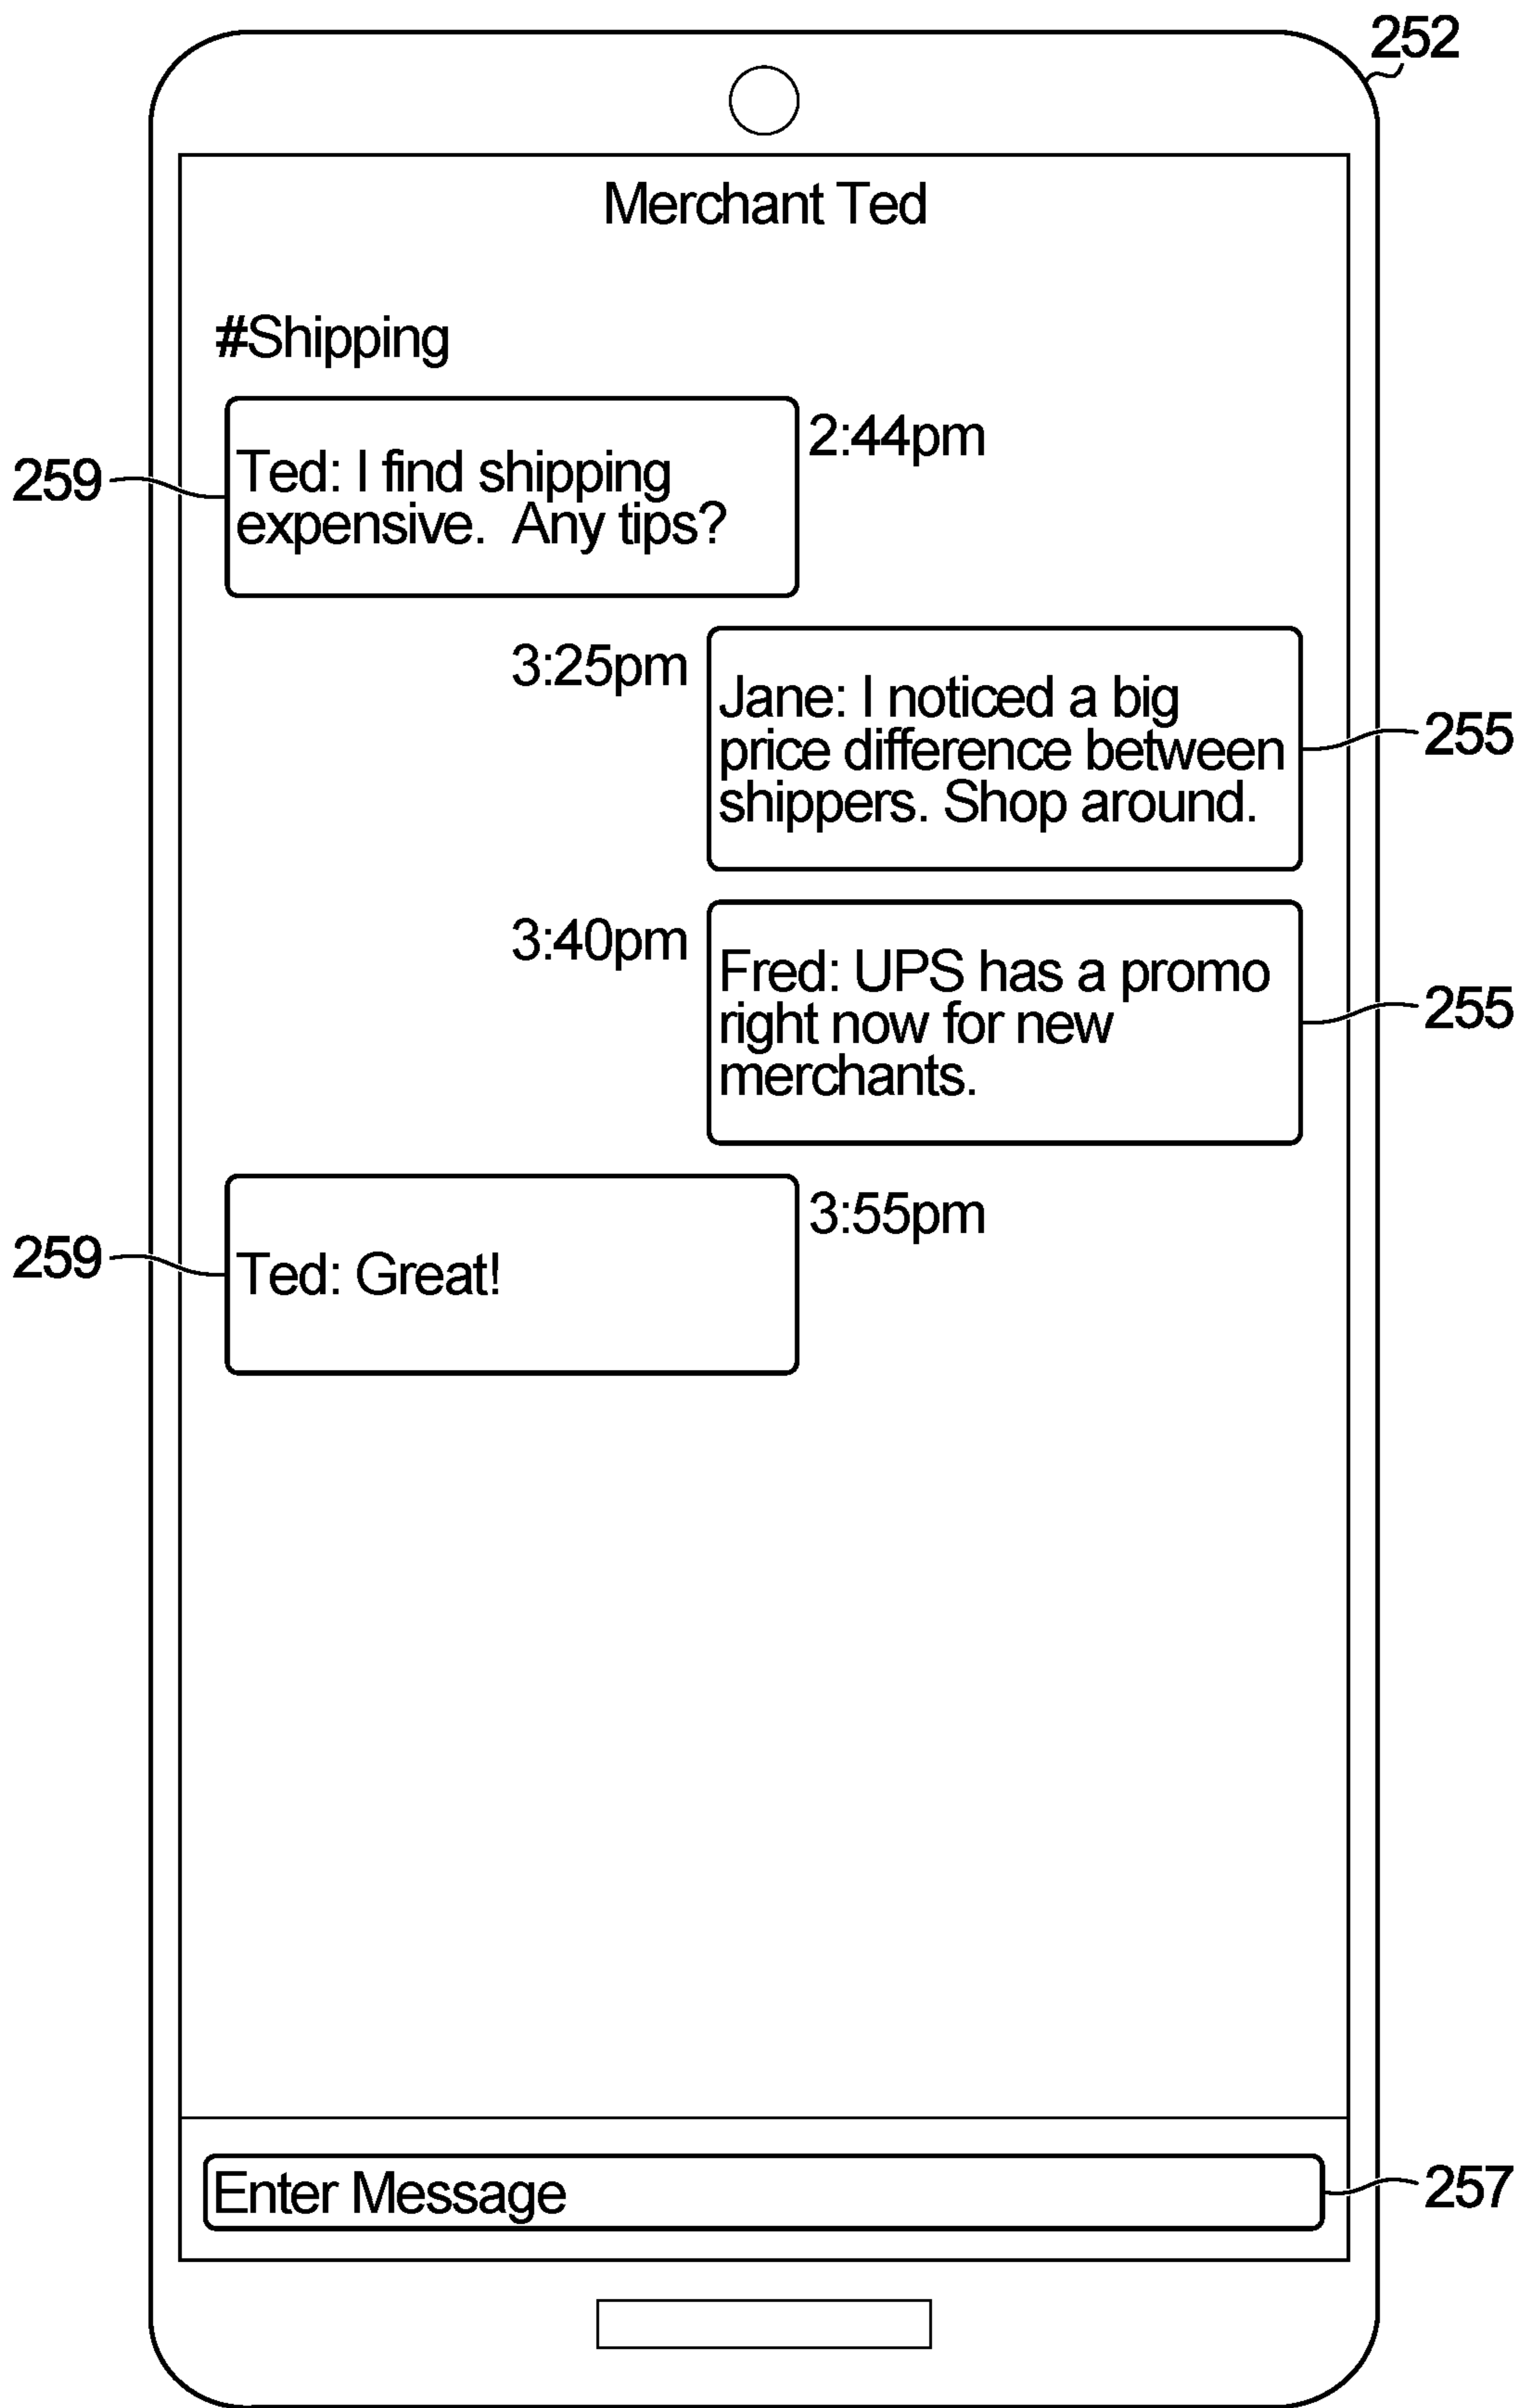 252
Merchant Ted
#Shipping
2:44pm
259
Ted: I find shipping
expensive.  Any tips?
3:25pm
Jane: I noticed a big
price difference between
shippers. Shop around.
255
3:40pm
Fred: UPS has a promo
right now for new
merchants.
255
3:55pm
259
Ted: Great!
Enter Message
257